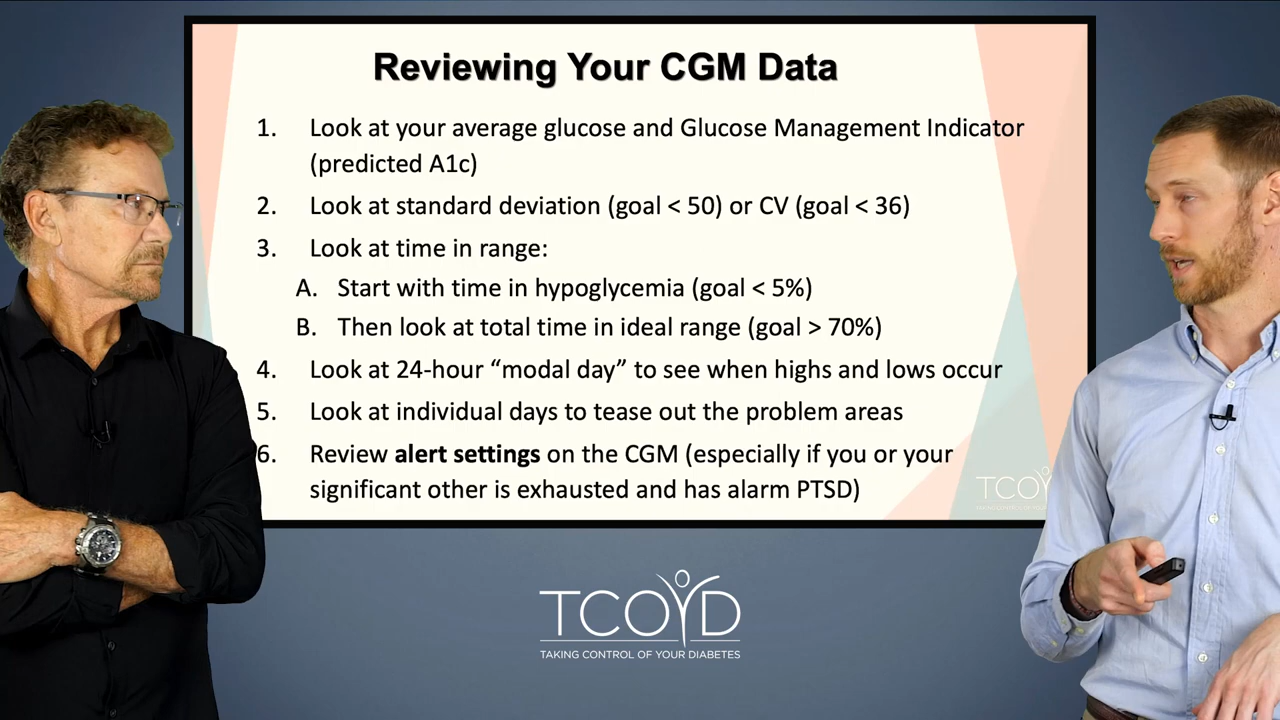 Reviewing Your CGM Data
1. Look at your average glucose and Glucose Management Indicator
(predicted A1c)
2. Look at standard deviation (goal < 50) or CV (goal < 36)
3. Look at time in range:
A. Start with time in hypoglycemia (goal < 5%)
B. Then look at total time in ideal range (goal > 70%)
4. Look at 24-hour “modal day” to see when highs and lows occur
5. Look at individual days to tease out the problem areas
6. Review alert settings on the CGM (especially if you or your
significant other is exhausted and has alarm PTSD)
TCOY
TCOYD
TAKING CONTROL OF YOUR DIABETES